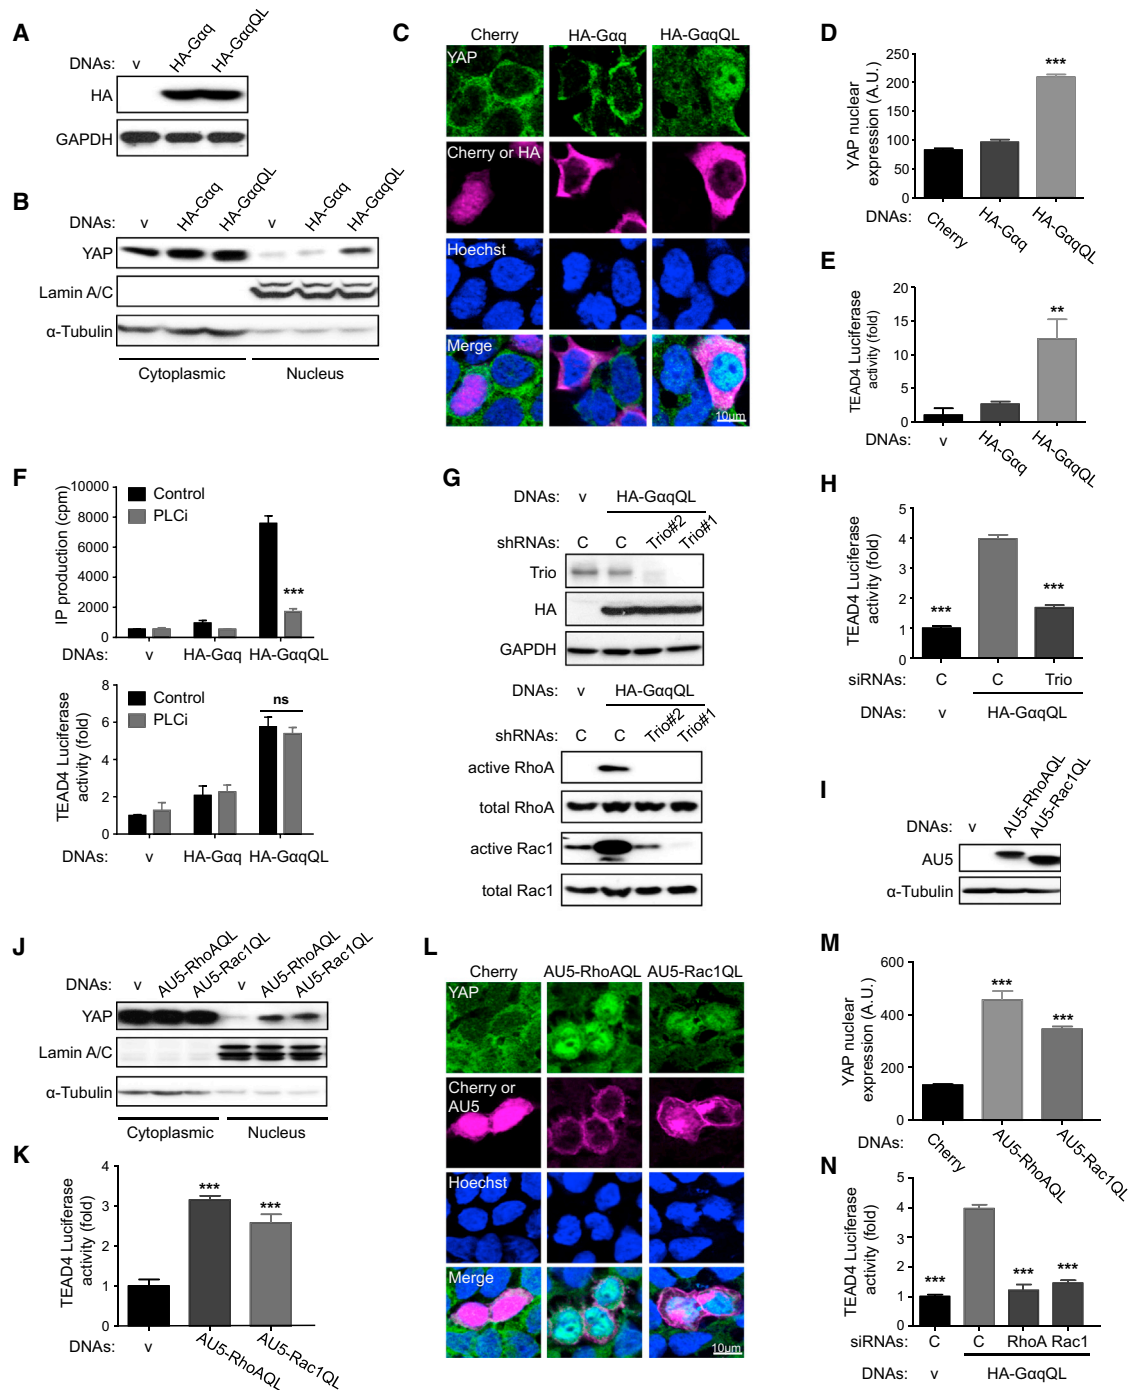 A
DNAs: v HA-Gαq HA-GαqQL
HA
GAPDH
B
DNAs: v HA-Gαq HA-GαqQL v HA-Gαq HA-GαqQL
YAP
Lamin A/C
α-Tubulin
Cytoplasmic Nucleus
C
Cherry HA-Gαq HA-GαqQL
YAP
Cherry or HA
Hoechst
Merge
10um
D
YAP nuclear
expression (A.U.)
250
200
150
100
50
0
***
DNAs: Cherry HA-Gαq HA-GαqQL
E
TEAD4 Luciferase
activity (fold)
20
15
10
5
0
**
DNAs: v HA-Gαq HA-GαqQL
F
IP production (cpm)
10000
8000
6000
4000
2000
0
Control
PLCi
***
DNAs: v HA-Gαq HA-GαqQL
TEAD4 Luciferase
activity (fold)
8
6
4
2
0
Control
PLCi
ns
DNAs: v HA-Gαq HA-GαqQL
G
DNAs: v HA-GαqQL
shRNAs: C C Trio#2 Trio#1
Trio
HA
GAPDH
DNAs: v HA-GαqQL
shRNAs: C C Trio#2 Trio#1
active RhoA
total RhoA
active Rac1
total Rac1
H
TEAD4 Luciferase
activity (fold)
5
4
3
2
1
0
*** ***
siRNAs: C C Trio
DNAs: v HA-GαqQL
I
DNAs: v AU5-RhoAQL AU5-Rac1QL
AU5
α-Tubulin
J
DNAs: v AU5-RhoAQL AU5-Rac1QL v AU5-RhoAQL AU5-Rac1QL
YAP
Lamin A/C
α-Tubulin
Cytoplasmic Nucleus
K
TEAD4 Luciferase
activity (fold)
4
3
2
1
0
*** ***
DNAs: v AU5-RhoAQL AU5-Rac1QL
L
Cherry AU5-RhoAQL AU5-Rac1QL
YAP
Cherry or
AU5
Hoechst
Merge
10um
M
YAP nuclear
expression (A.U.)
600
400
200
0
*** ***
DNAs: Cherry AU5-RhoAQL AU5-Rac1QL
N
TEAD4 Luciferase
activity (fold)
5
4
3
2
1
0
*** *** ***
siRNAs: C C RhoA Rac1
DNAs: v HA-GαqQL